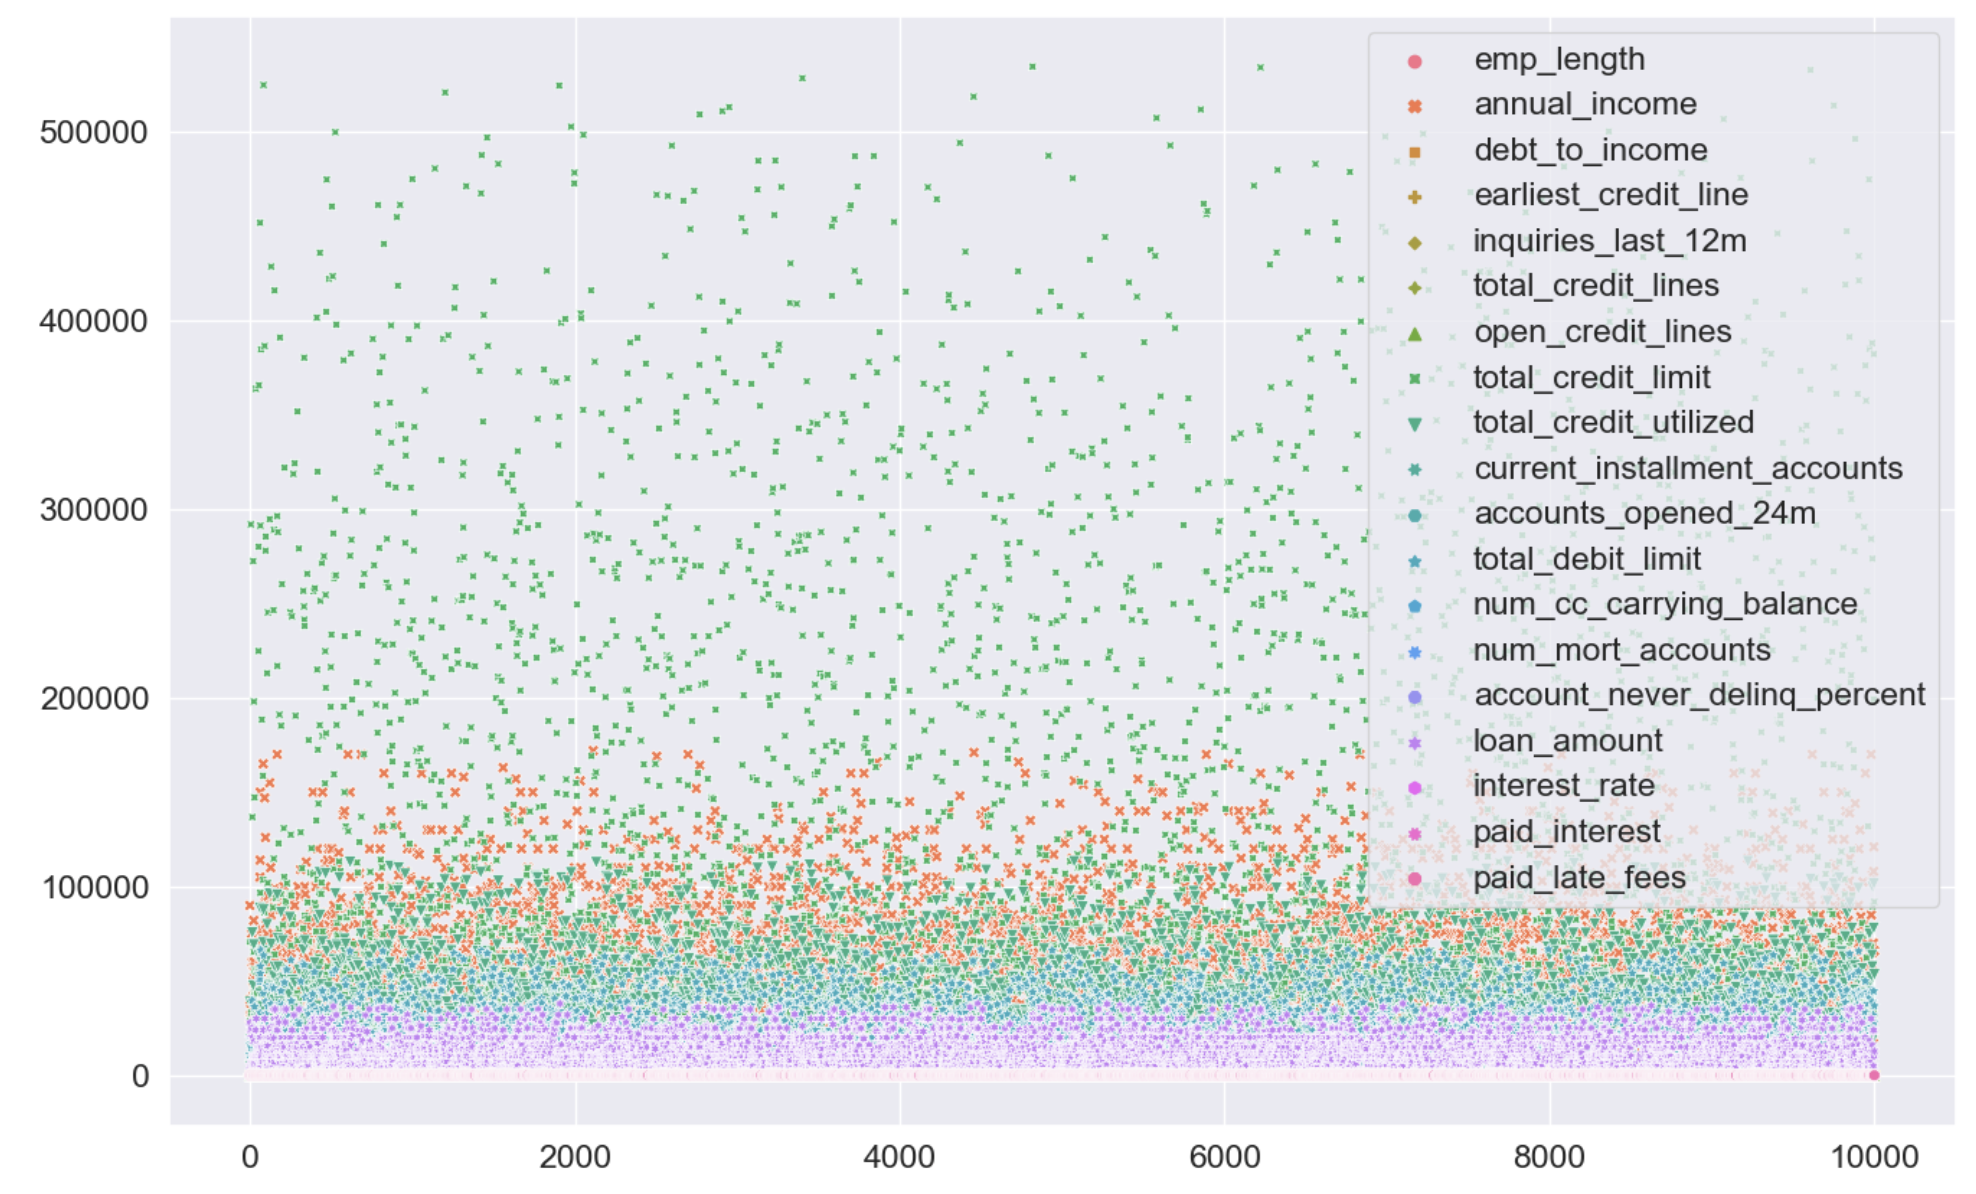 500000
400000
300000
200000
100000
0
0
2000
4000
6000
8000
10000
emp_length
annual_income
debt_to_income
earliest_credit_line
inquiries_last_12m
total_credit_lines
open_credit_lines
total_credit_limit
total_credit_utilized
current_installment_accounts
accounts_opened_24m
total_debit_limit
num_cc_carrying_balance
num_mort_accounts
account_never_delinq_percent
loan_amount
interest_rate
paid_interest
paid_late_fees